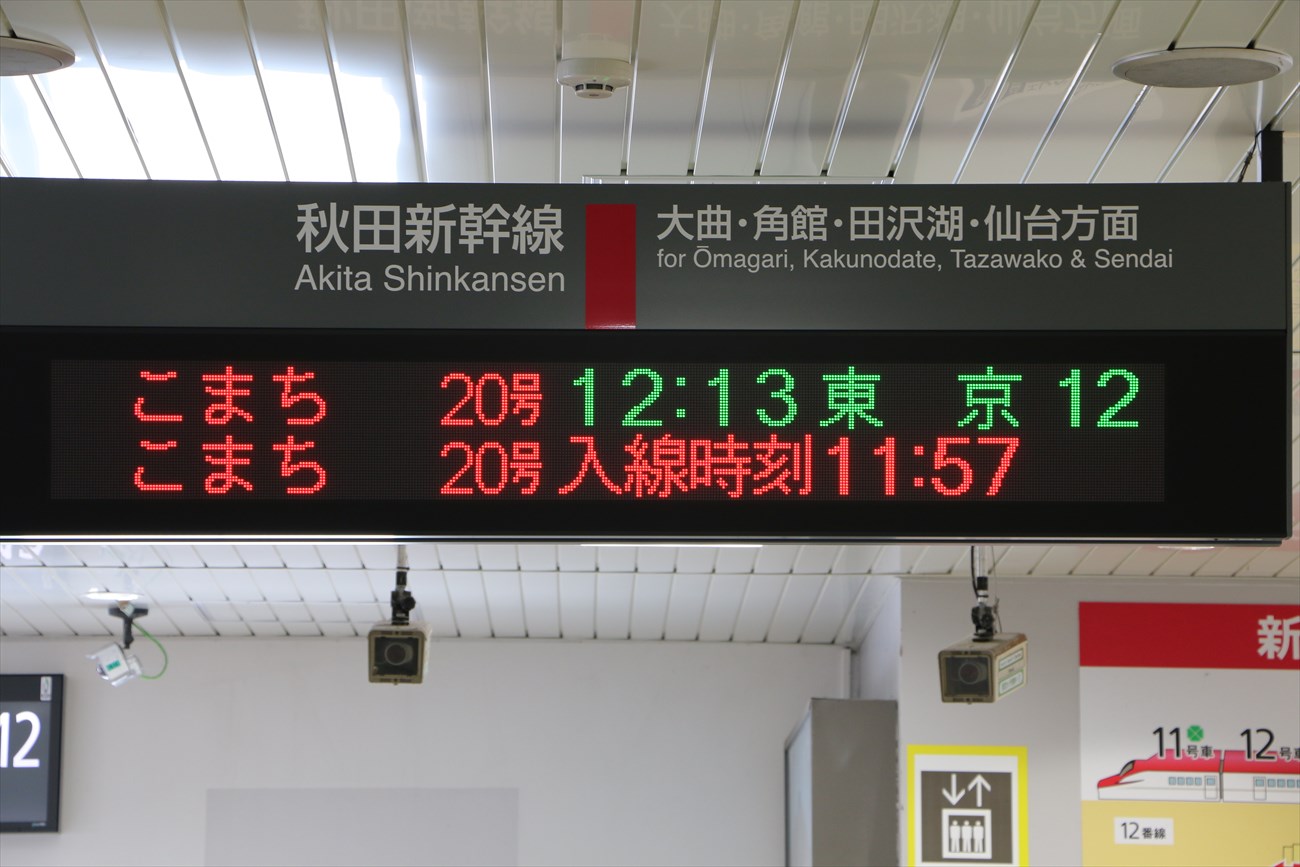 秋田新幹線
Akita Shinkansen
大曲・角館・田沢湖・仙台方面
for Ōmagari, Kakunodate, Tazawako & Sendai
こまち 20号 12:13 東 京 12
こまち 20号 入線時刻 11:57
12
新
11号車 12号車
12番線